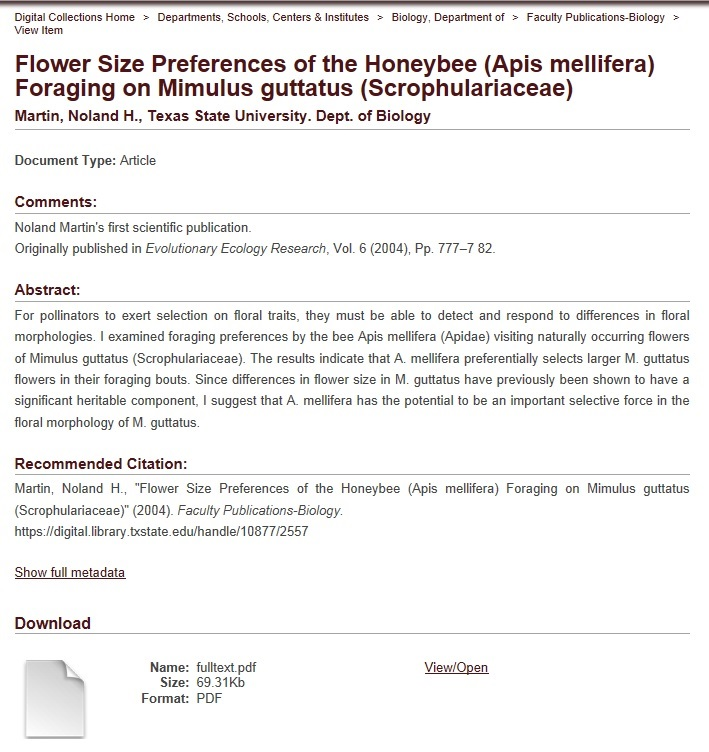 Digital Collections Home > Departments, Schools, Centers & Institutes > Biology, Department of > Faculty Publications-Biology >
View Item
Flower Size Preferences of the Honeybee (Apis mellifera)
Foraging on Mimulus guttatus (Scrophulariaceae)
Martin, Noland H., Texas State University. Dept. of Biology
Document Type: Article
Comments:
Noland Martin's first scientific publication.
Originally published in Evolutionary Ecology Research, Vol. 6 (2004), Pp. 777–7 82.
Abstract:
For pollinators to exert selection on floral traits, they must be able to detect and respond to differences in floral
morphologies. I examined foraging preferences by the bee Apis mellifera (Apidae) visiting naturally occurring flowers
of Mimulus guttatus (Scrophulariaceae). The results indicate that A. mellifera preferentially selects larger M. guttatus
flowers in their foraging bouts. Since differences in flower size in M. guttatus have previously been shown to have a
significant heritable component, I suggest that A. mellifera has the potential to be an important selective force in the
floral morphology of M. guttatus.
Recommended Citation:
Martin, Noland H., "Flower Size Preferences of the Honeybee (Apis mellifera) Foraging on Mimulus guttatus
(Scrophulariaceae)" (2004). Faculty Publications-Biology.
https://digital.library.txstate.edu/handle/10877/2557
Show full metadata
Download
Name: fulltext.pdf View/Open
Size: 69.31Kb
Format: PDF